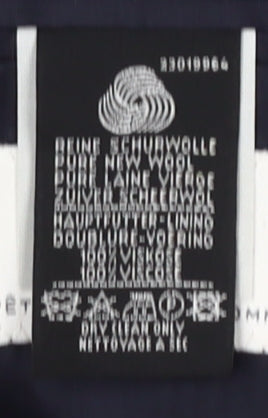 23019964
REINE SCHURWOLLE
PURE NEW WOOL
PURE LAINE VIERGE
ZUIVER SCHEERWOL
HAUPTFUTTER-LINING
DOUBLURE-VOERING
100% VISKOSE
100% VISCOSE
DRY CLEAN ONLY
NETTOYAGE A SEC